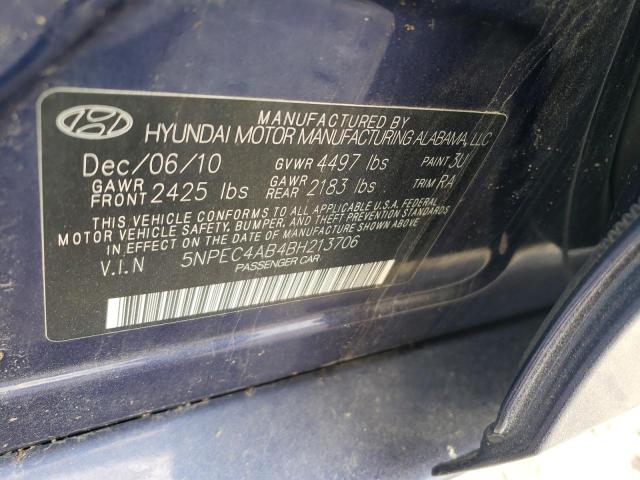 MANUFACTURED BY
HYUNDAI MOTOR MANUFACTURING ALABAMA, LLC
Dec/06/10 GVWR 4497 lbs PAINT 3U
GAWR FRONT 2425 lbs GAWR REAR 2183 lbs TRIM RA
THIS VEHICLE CONFORMS TO ALL APPLICABLE U.S.A. FEDERAL
MOTOR VEHICLE SAFETY, BUMPER, AND THEFT PREVENTION STANDARDS
IN EFFECT ON THE DATE OF MANUFACTURE SHOWN ABOVE.
V.I.N 5NPEC4AB4BH213706
PASSENGER CAR